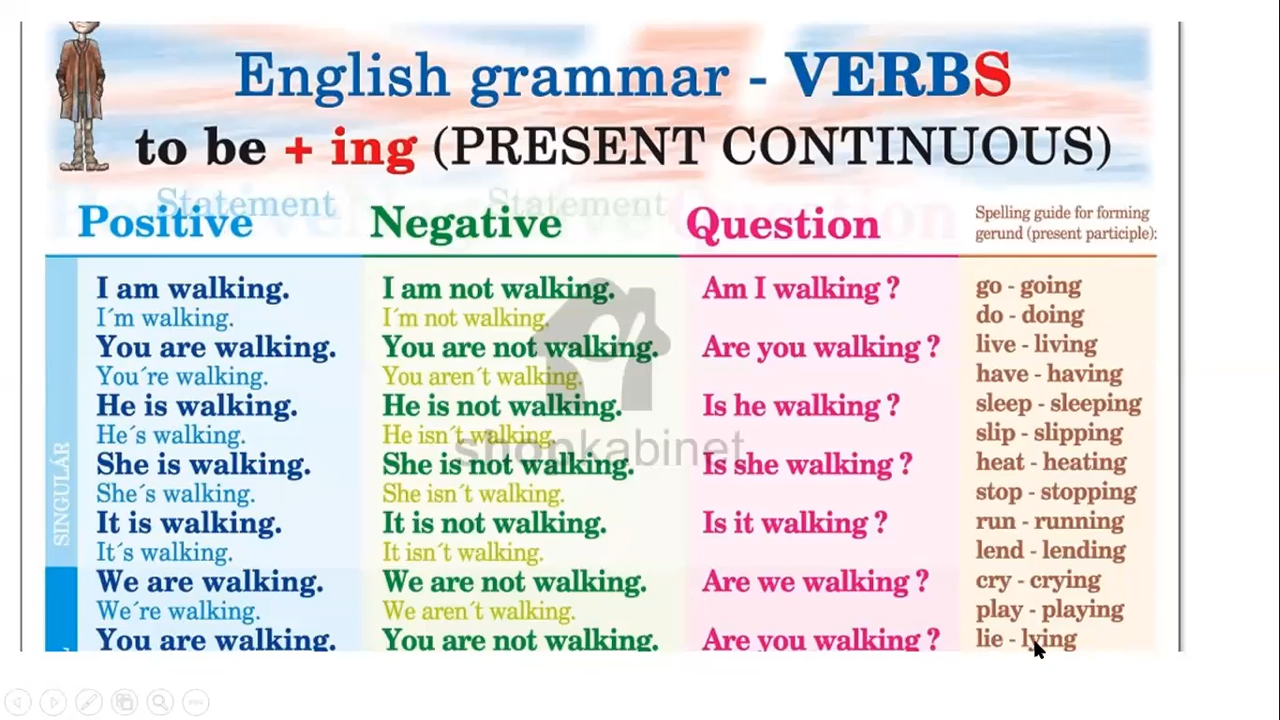 English grammar - VERBS
to be + ing (PRESENT CONTINUOUS)
Statement
Statement
Positive
Negative
Question
Spelling guide for forming
gerund (present participle):
SINGULÁR
I am walking.
I´m walking.
You are walking.
You´re walking.
He is walking.
He´s walking.
She is walking.
She´s walking.
It is walking.
It´s walking.
We are walking.
We´re walking.
You are walking.
I am not walking.
I´m not walking.
You are not walking.
You aren´t walking.
He is not walking.
He isn´t walking.
She is not walking.
She isn´t walking.
It is not walking.
It isn´t walking.
We are not walking.
We aren´t walking.
You are not walking.
Am I walking ?
Are you walking ?
Is he walking ?
Is she walking ?
Is it walking ?
Are we walking ?
Are you walking ?
go - going
do - doing
live - living
have - having
sleep - sleeping
slip - slipping
heat - heating
stop - stopping
run - running
lend - lending
cry - crying
play - playing
lie - lying
shopkabinet